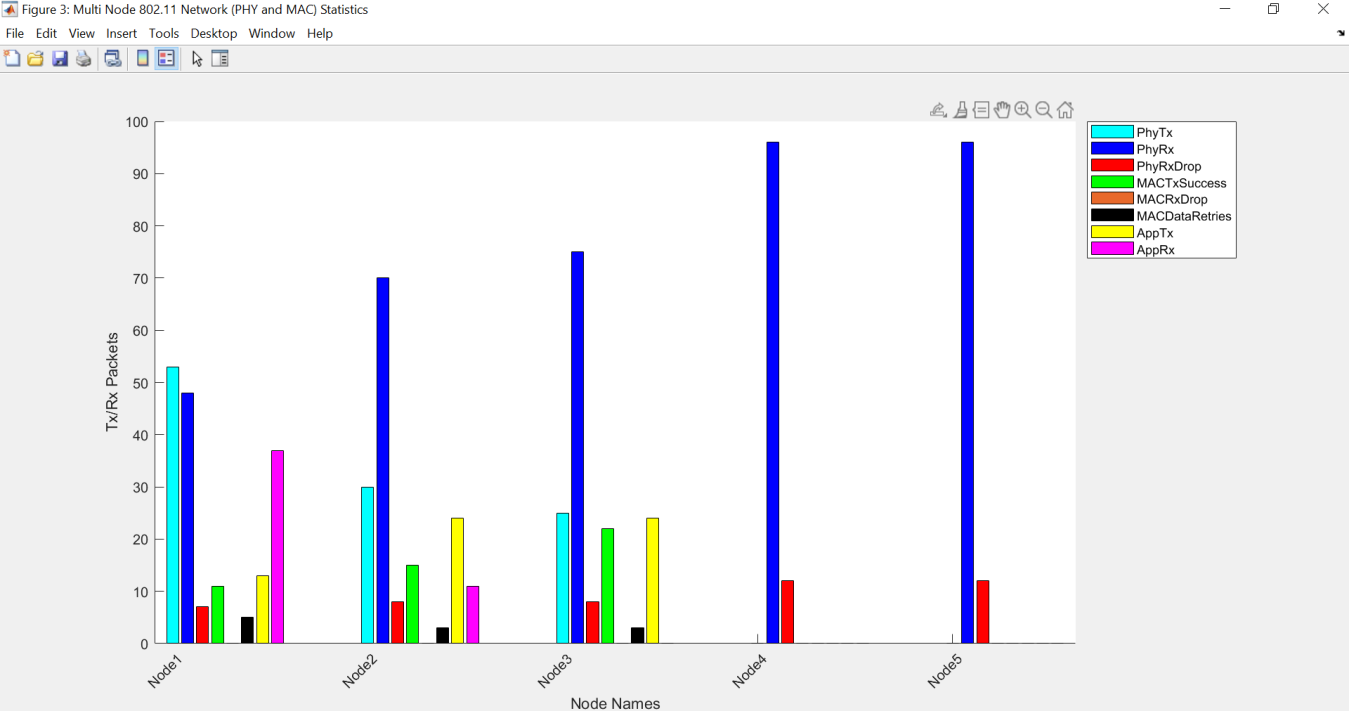 Figure 3: Multi Node 802.11 Network (PHY and MAC) Statistics
File Edit View Insert Tools Desktop Window Help
100
90
80
70
60
50
40
30
20
10
0
Tx/Rx Packets
Node1 Node2 Node3 Node4 Node5
Node Names
PhyTx
PhyRx
PhyRxDrop
MACTxSuccess
MACRxDrop
MACDataRetries
AppTx
AppRx